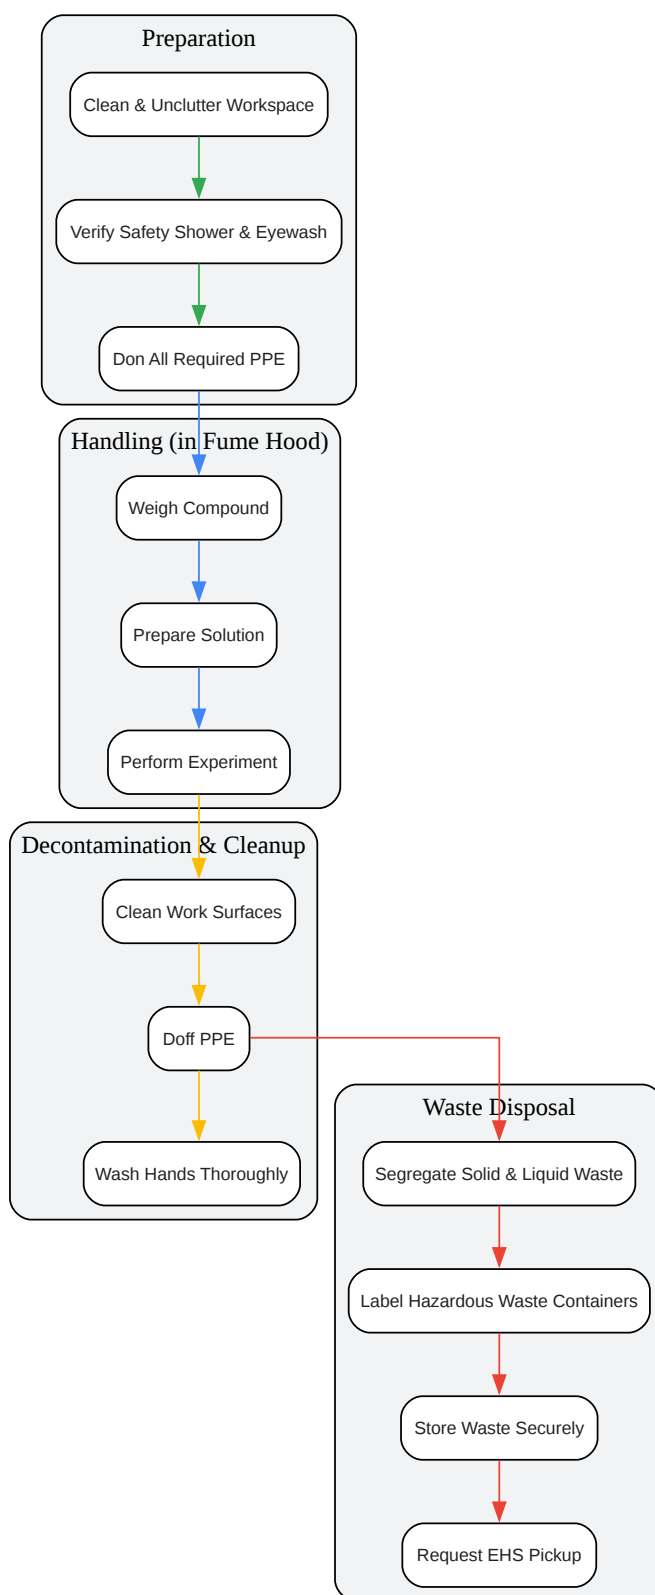 Preparation
Clean & Unclutter Workspace
Verify Safety Shower & Eyewash
Don All Required PPE
Handling (in Fume Hood)
Weigh Compound
Prepare Solution
Perform Experiment
Decontamination & Cleanup
Clean Work Surfaces
Doff PPE
Wash Hands Thoroughly
Waste Disposal
Segregate Solid & Liquid Waste
Label Hazardous Waste Containers
Store Waste Securely
Request EHS Pickup